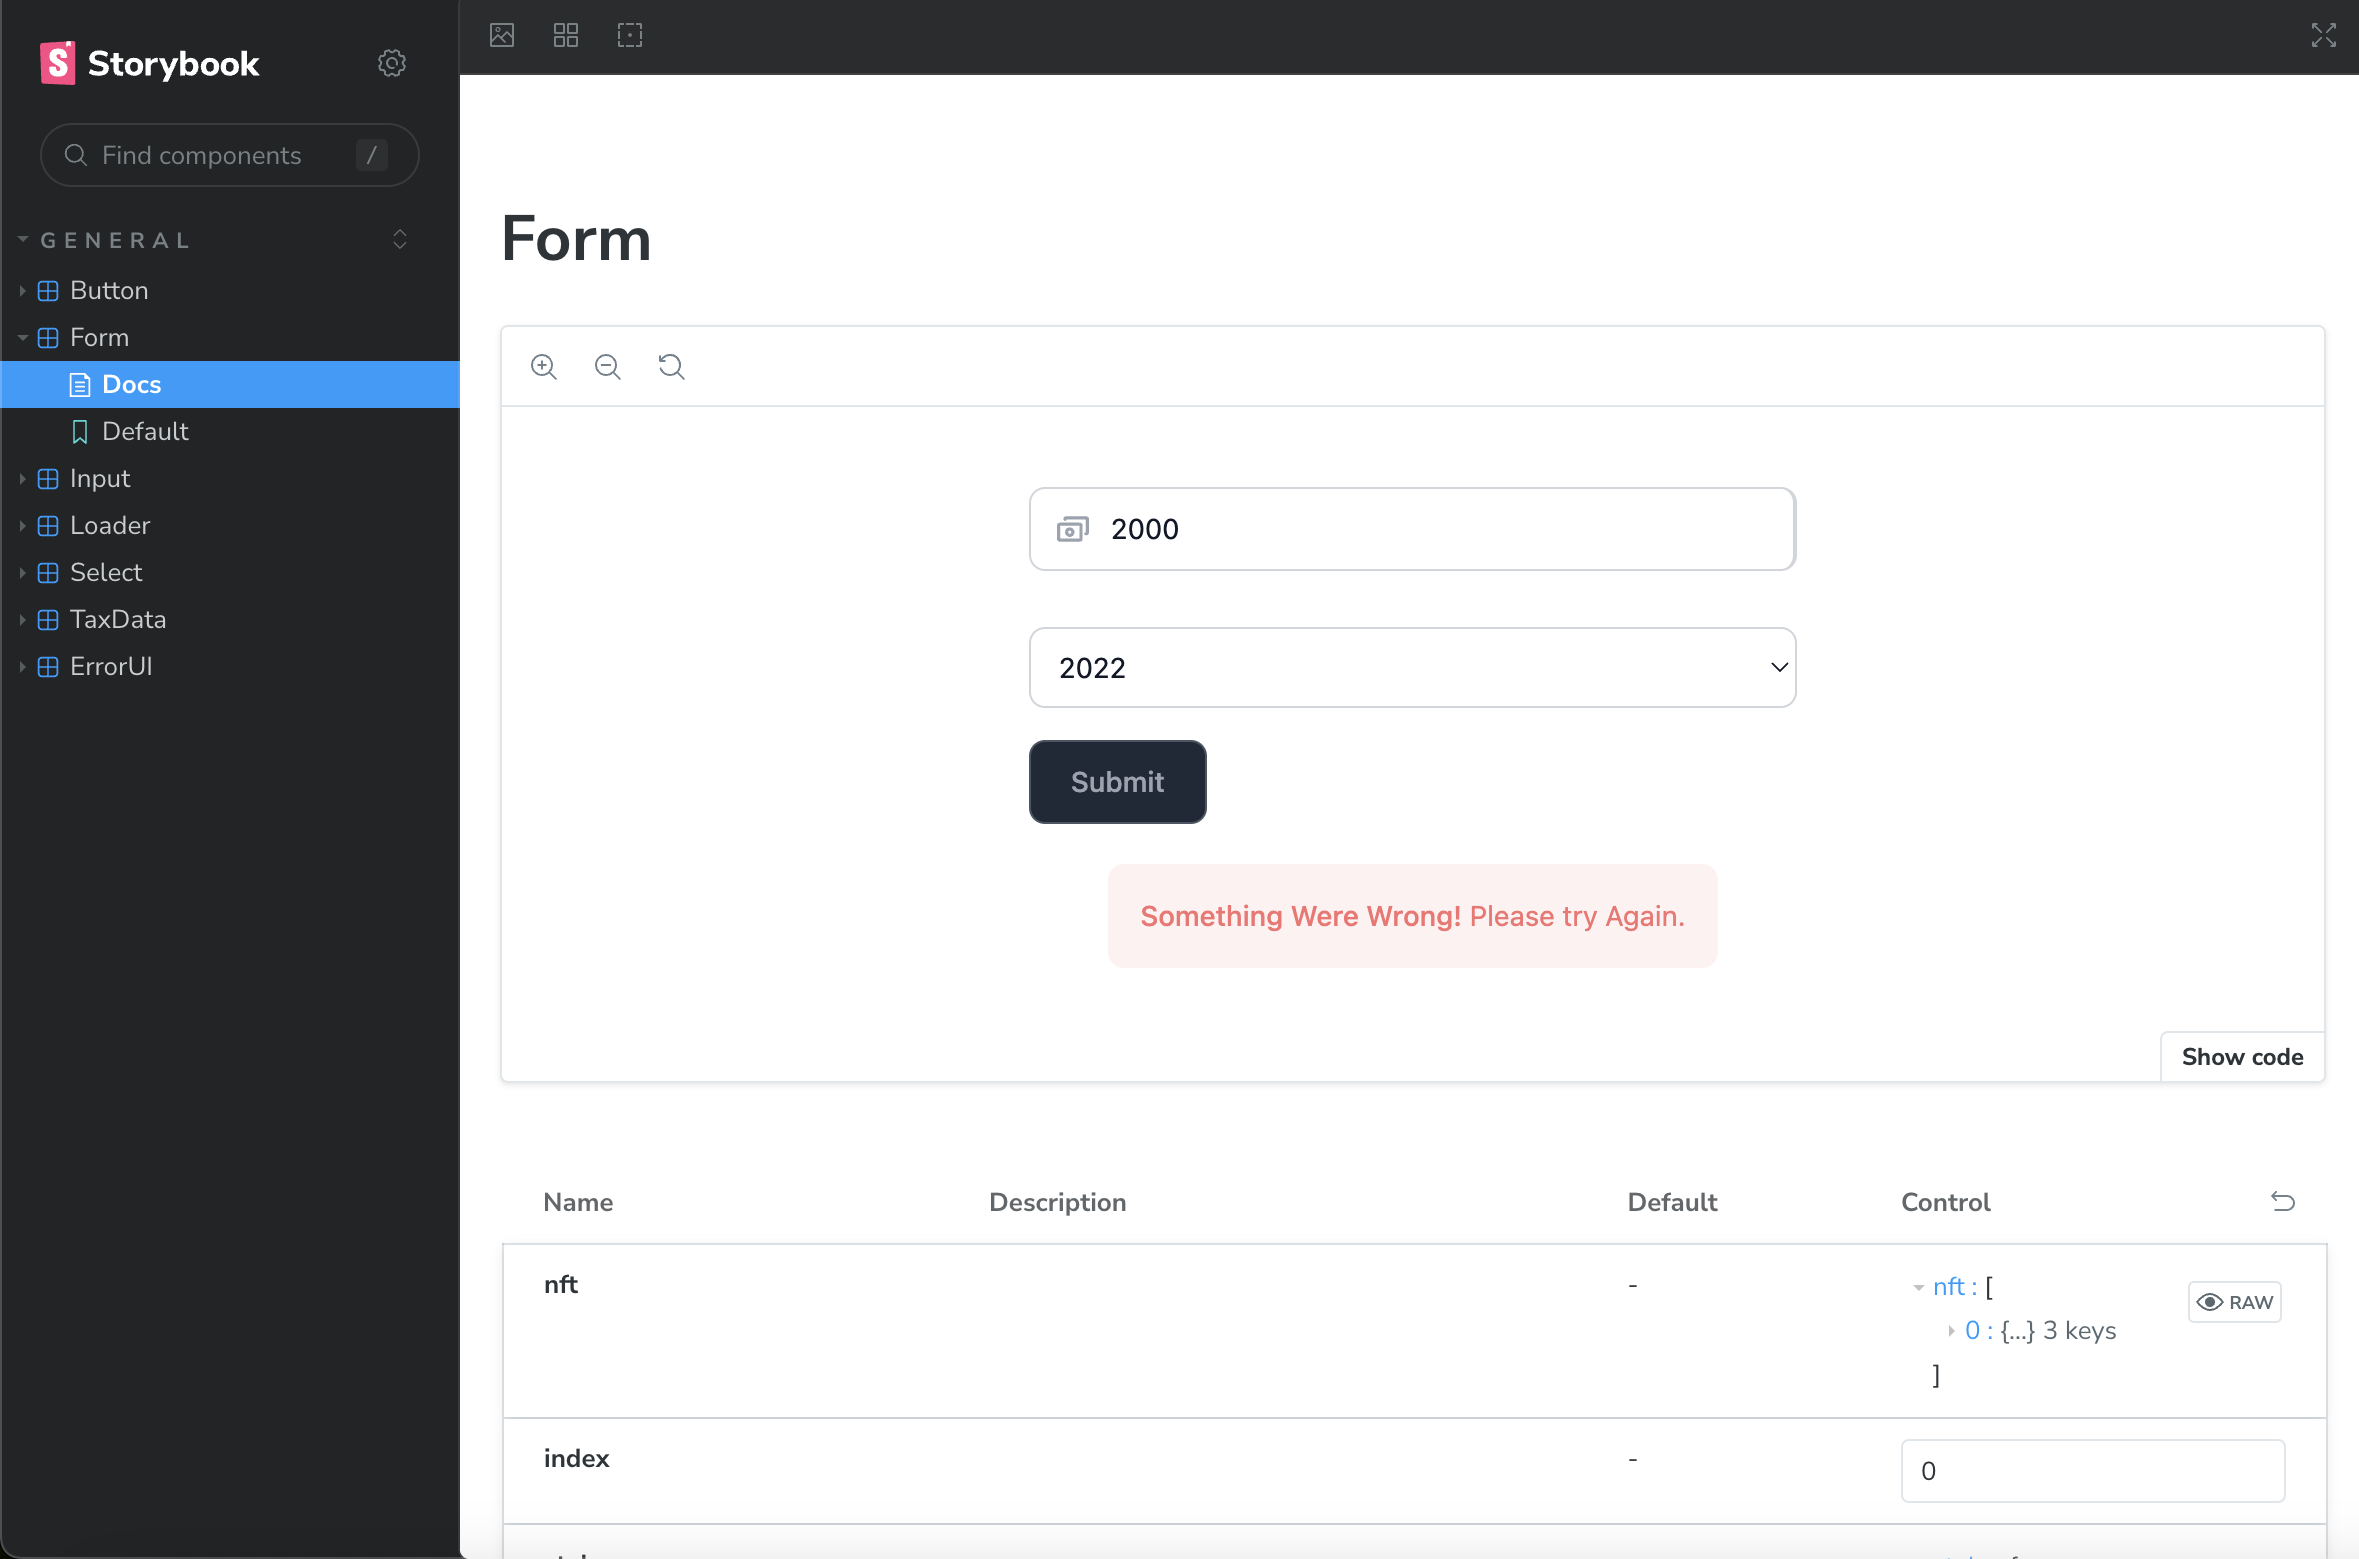 Storybook
Find components /
GENERAL
Button
Form
Docs
Default
Input
Loader
Select
TaxData
ErrorUI
Form
2000
2022
Submit
Something Were Wrong! Please try Again.
Show code
Name Description Default Control
nft - nft : [
RAW
0 : {...} 3 keys
]
index - 0